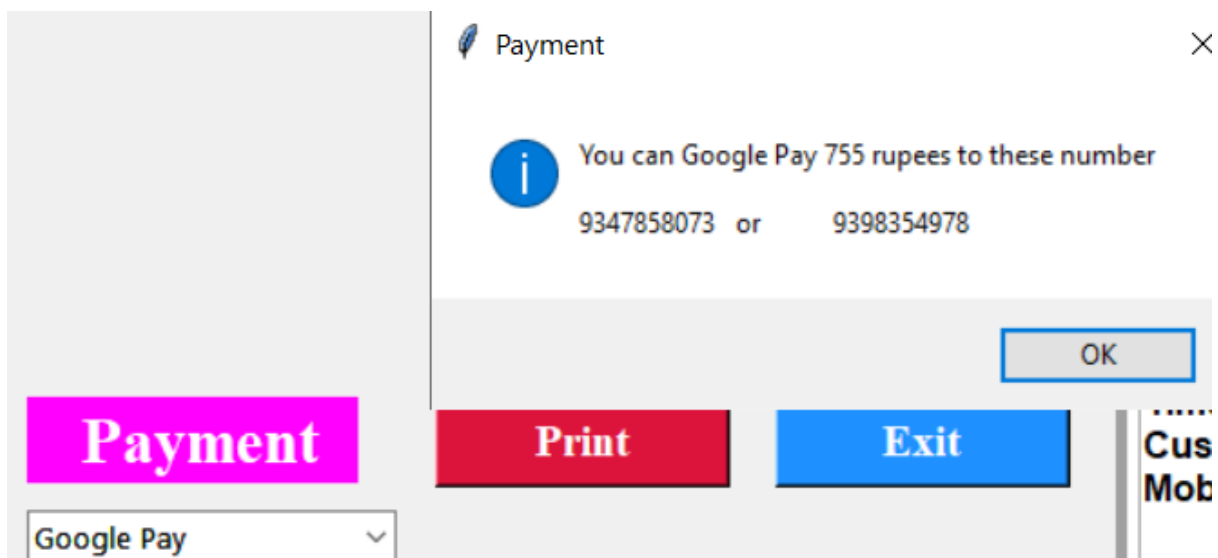 Payment
You can Google Pay 755 rupees to these number
9347858073 or 9398354978
OK
Payment
Print
Exit
Cus
Mob
Google Pay